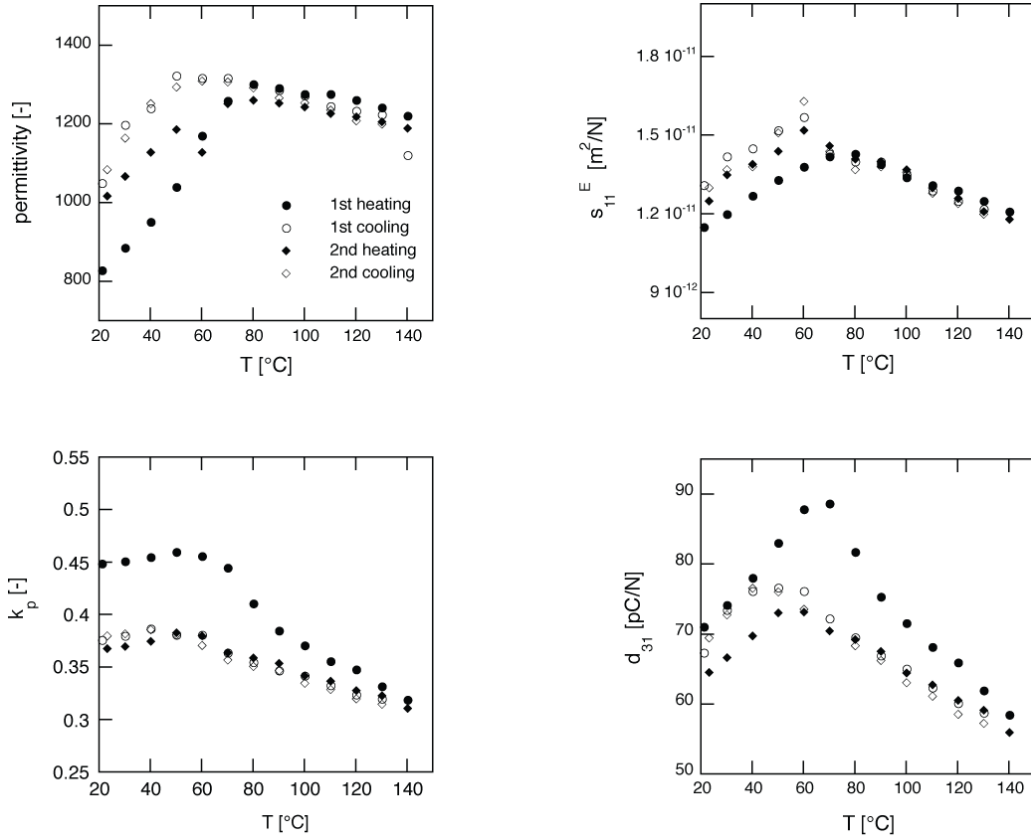 1400
1200
1000
800
permittivity [-]
1st heating
1st cooling
2nd heating
2nd cooling
20 40 60 80 100 120 140
T [°C]
1.8 10⁻¹¹
1.5 10⁻¹¹
1.2 10⁻¹¹
9 10⁻¹²
s₁₁ᴱ [m²/N]
20 40 60 80 100 120 140
T [°C]
0.55
0.5
0.45
0.4
0.35
0.3
0.25
kₚ [-]
20 40 60 80 100 120 140
T [°C]
90
80
70
60
50
d₃₁ [pC/N]
20 40 60 80 100 120 140
T [°C]